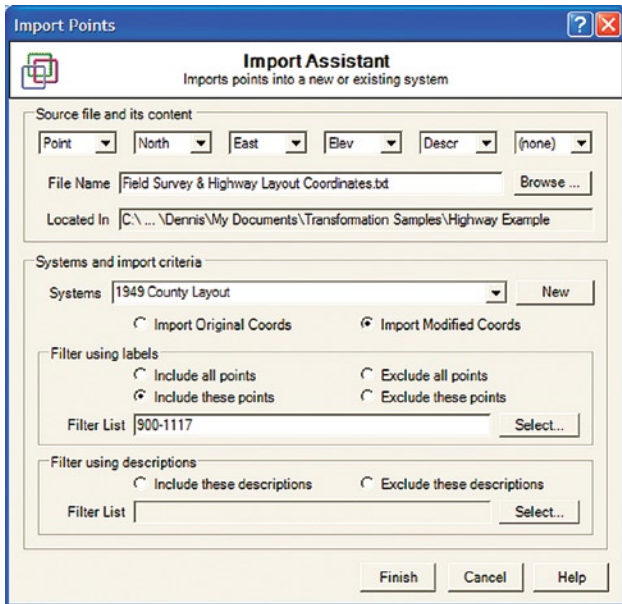 Import Points
Import Assistant
Imports points into a new or existing system
Source file and its content
Point North East Elev Descr (none)
File Name Field Survey & Highway Layout Coordinates.txt Browse ...
Located In C:\ ... \Dennis\My Documents\Transformation Samples\Highway Example
Systems and import criteria
Systems 1949 County Layout New
Import Original Coords Import Modified Coords
Filter using labels
Include all points Exclude all points
Include these points Exclude these points
Filter List 900-1117 Select...
Filter using descriptions
Include these descriptions Exclude these descriptions
Filter List Select...
Finish Cancel Help